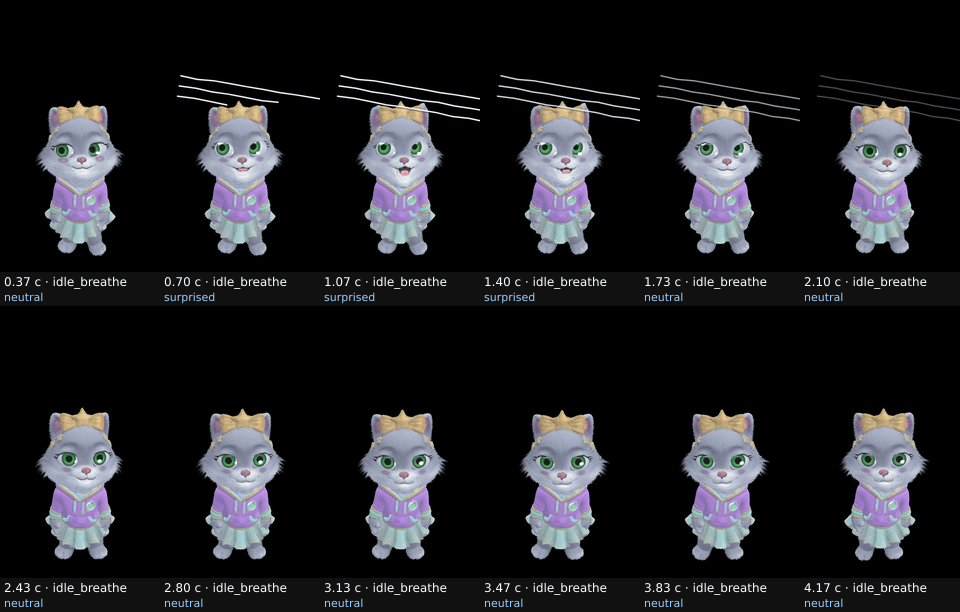 0.37 с · idle_breathe
neutral
0.70 с · idle_breathe
surprised
1.07 с · idle_breathe
surprised
1.40 с · idle_breathe
surprised
1.73 с · idle_breathe
neutral
2.10 с · idle_breathe
neutral
2.43 с · idle_breathe
neutral
2.80 с · idle_breathe
neutral
3.13 с · idle_breathe
neutral
3.47 с · idle_breathe
neutral
3.83 с · idle_breathe
neutral
4.17 с · idle_breathe
neutral